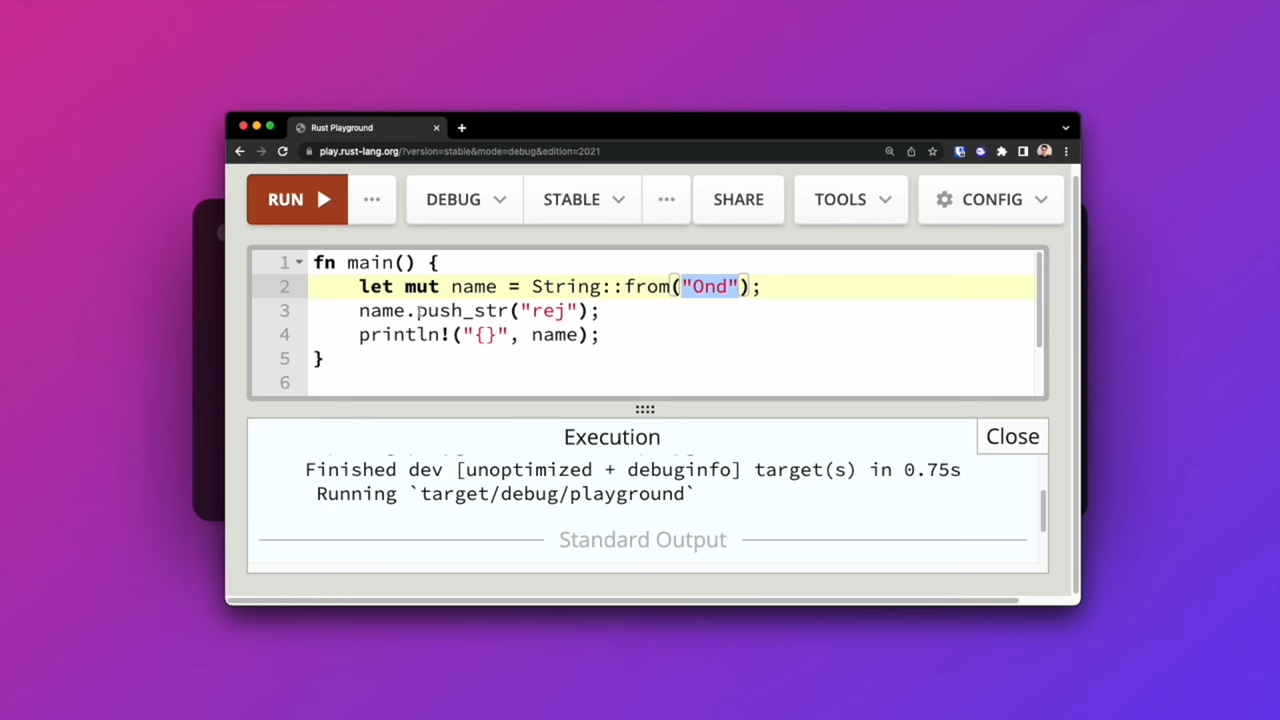 Rust Playground
play.rust-lang.org/?version=stable&mode=debug&edition=2021
RUN ··· DEBUG STABLE ··· SHARE TOOLS CONFIG
1 fn main() {
2 let mut name = String::from("Ond");
3 name.push_str("rej");
4 println!("{}", name);
5 }
6
Execution Close
Finished dev [unoptimized + debuginfo] target(s) in 0.75s
Running `target/debug/playground`
Standard Output